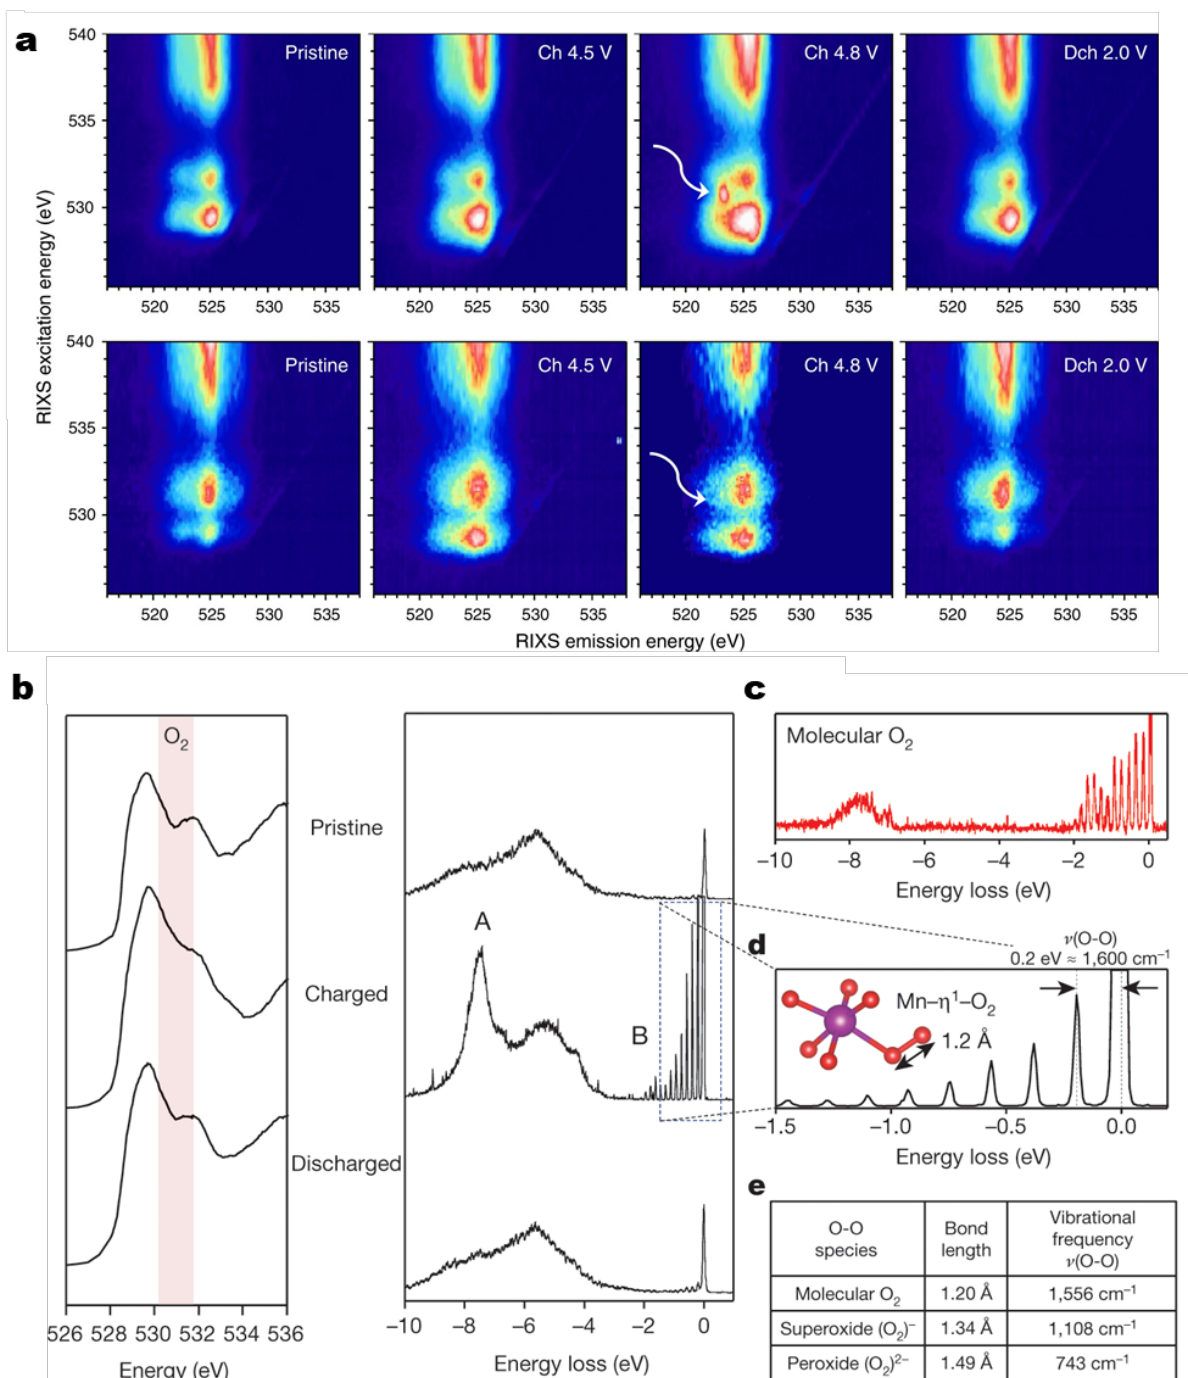 a
540
535
530
RIXS excitation energy (eV)
Pristine
Ch 4.5 V
Ch 4.8 V
Dch 2.0 V
520 525 530 535
520 525 530 535
520 525 530 535
520 525 530 535
540
535
530
Pristine
Ch 4.5 V
Ch 4.8 V
Dch 2.0 V
520 525 530 535
520 525 530 535
520 525 530 535
520 525 530 535
RIXS emission energy (eV)
b
O2
Pristine
Charged
Discharged
526 528 530 532 534 536
Energy (eV)
A
B
−10 −8 −6 −4 −2 0
Energy loss (eV)
c
Molecular O2
−10 −8 −6 −4 −2 0
Energy loss (eV)
d
ν(O-O)
0.2 eV ≈ 1,600 cm−1
Mn–η1–O2
1.2 Å
−1.5 −1.0 −0.5 0.0
Energy loss (eV)
e
O-O species Bond length Vibrational frequency ν(O-O)
Molecular O2 1.20 Å 1,556 cm−1
Superoxide (O2)− 1.34 Å 1,108 cm−1
Peroxide (O2)2− 1.49 Å 743 cm−1